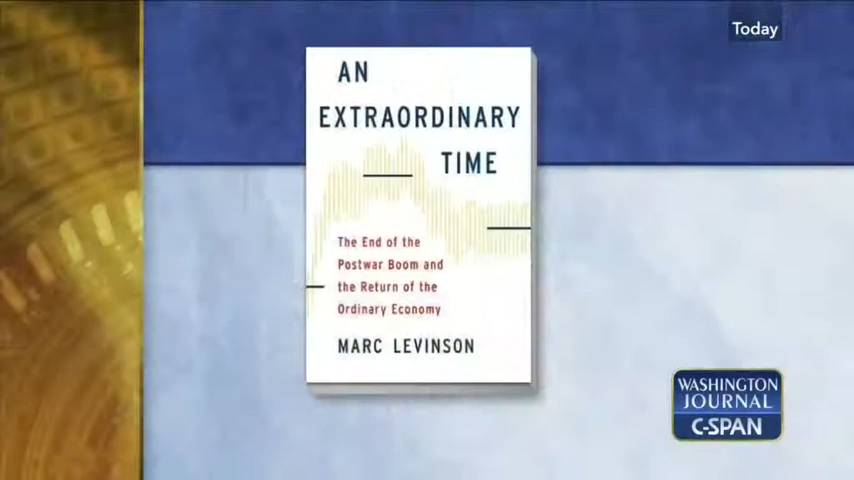 Today
AN
EXTRAORDINARY
TIME
The End of the
Postwar Boom and
the Return of the
Ordinary Economy
MARC LEVINSON
WASHINGTON
JOURNAL
C-SPAN